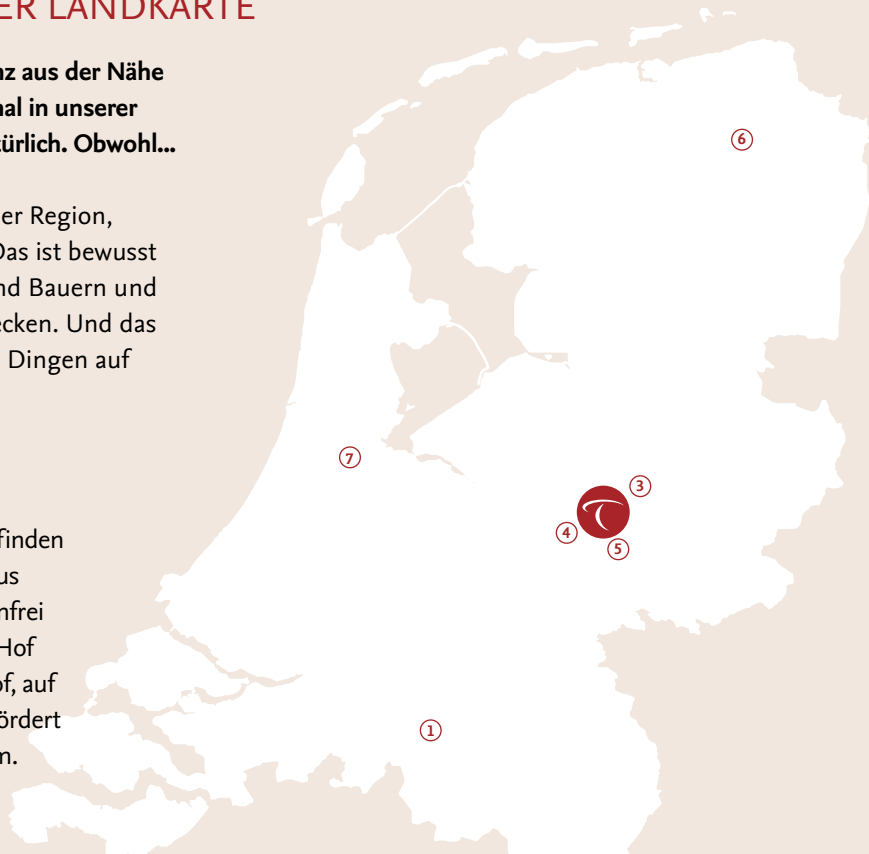 ER LANDKARTE
nz aus der Nähe
nal in unserer
türlich. Obwohl...
er Region,
Das ist bewusst
nd Bauern und
ecken. Und das
Dingen auf
finden
us
nfrei
Hof
of, auf
ördert
n.
6
7
3
4
5
1